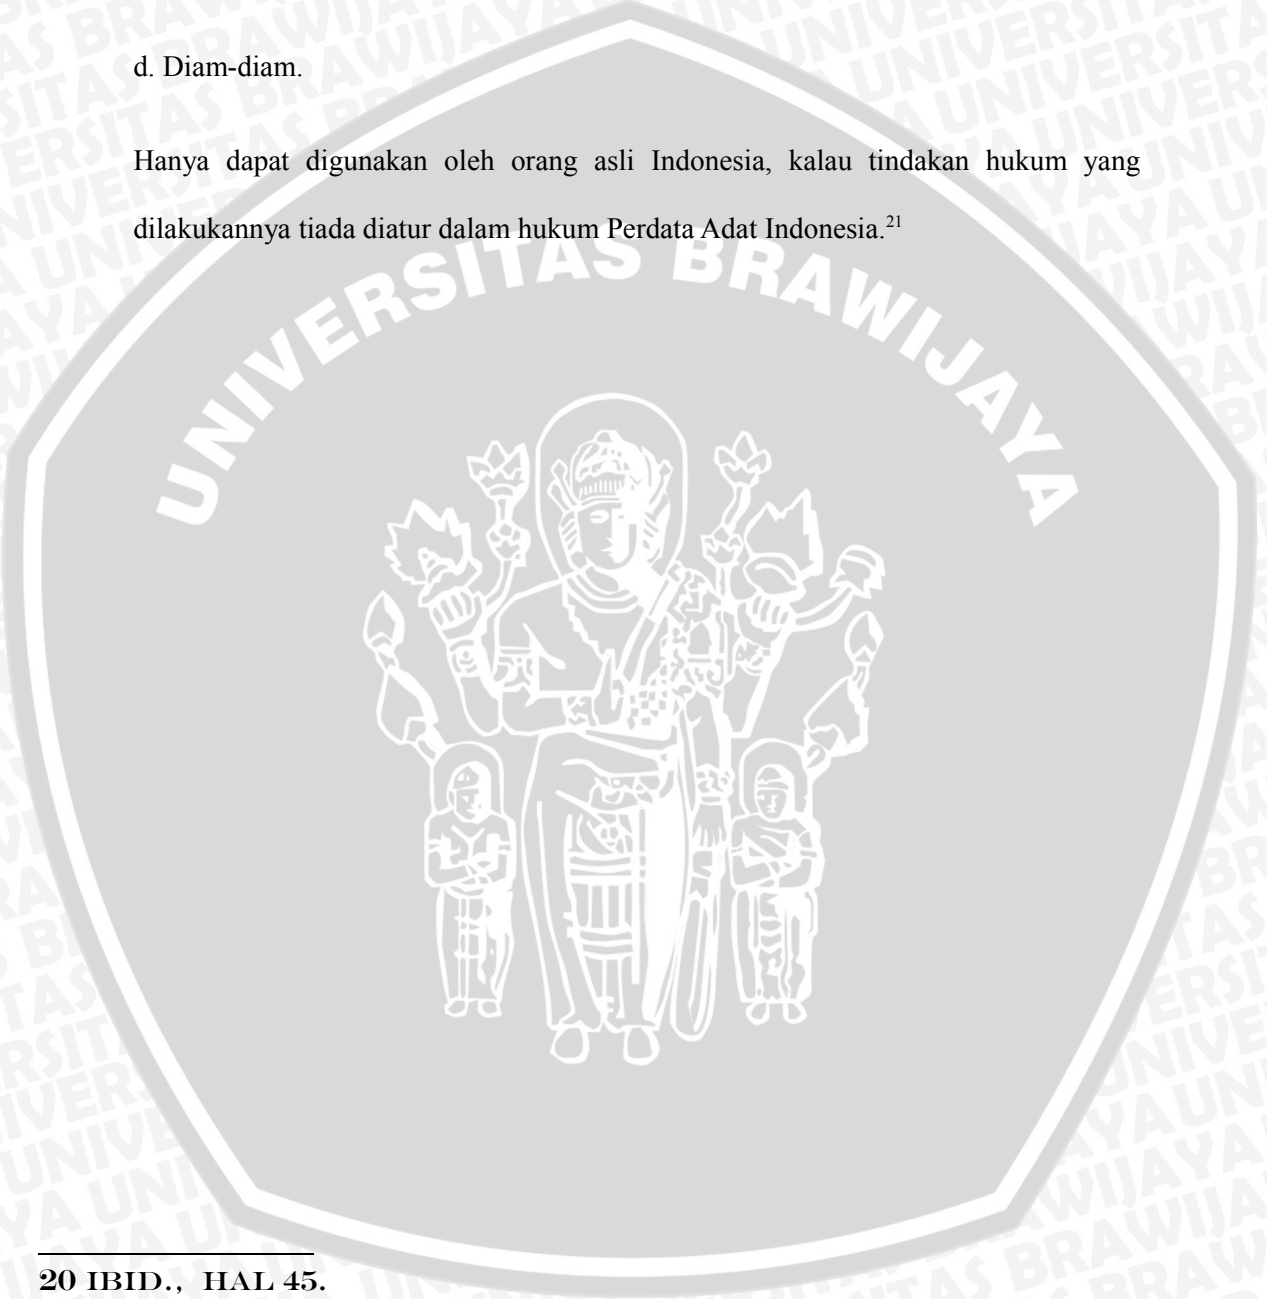 d. Diam-diam.
Hanya dapat digunakan oleh orang asli Indonesia, kalau tindakan hukum yang
dilakukannya tiada diatur dalam hukum Perdata Adat Indonesia.21
UNIVERSITAS BRAWIJAYA
20 IBID., HAL 45.